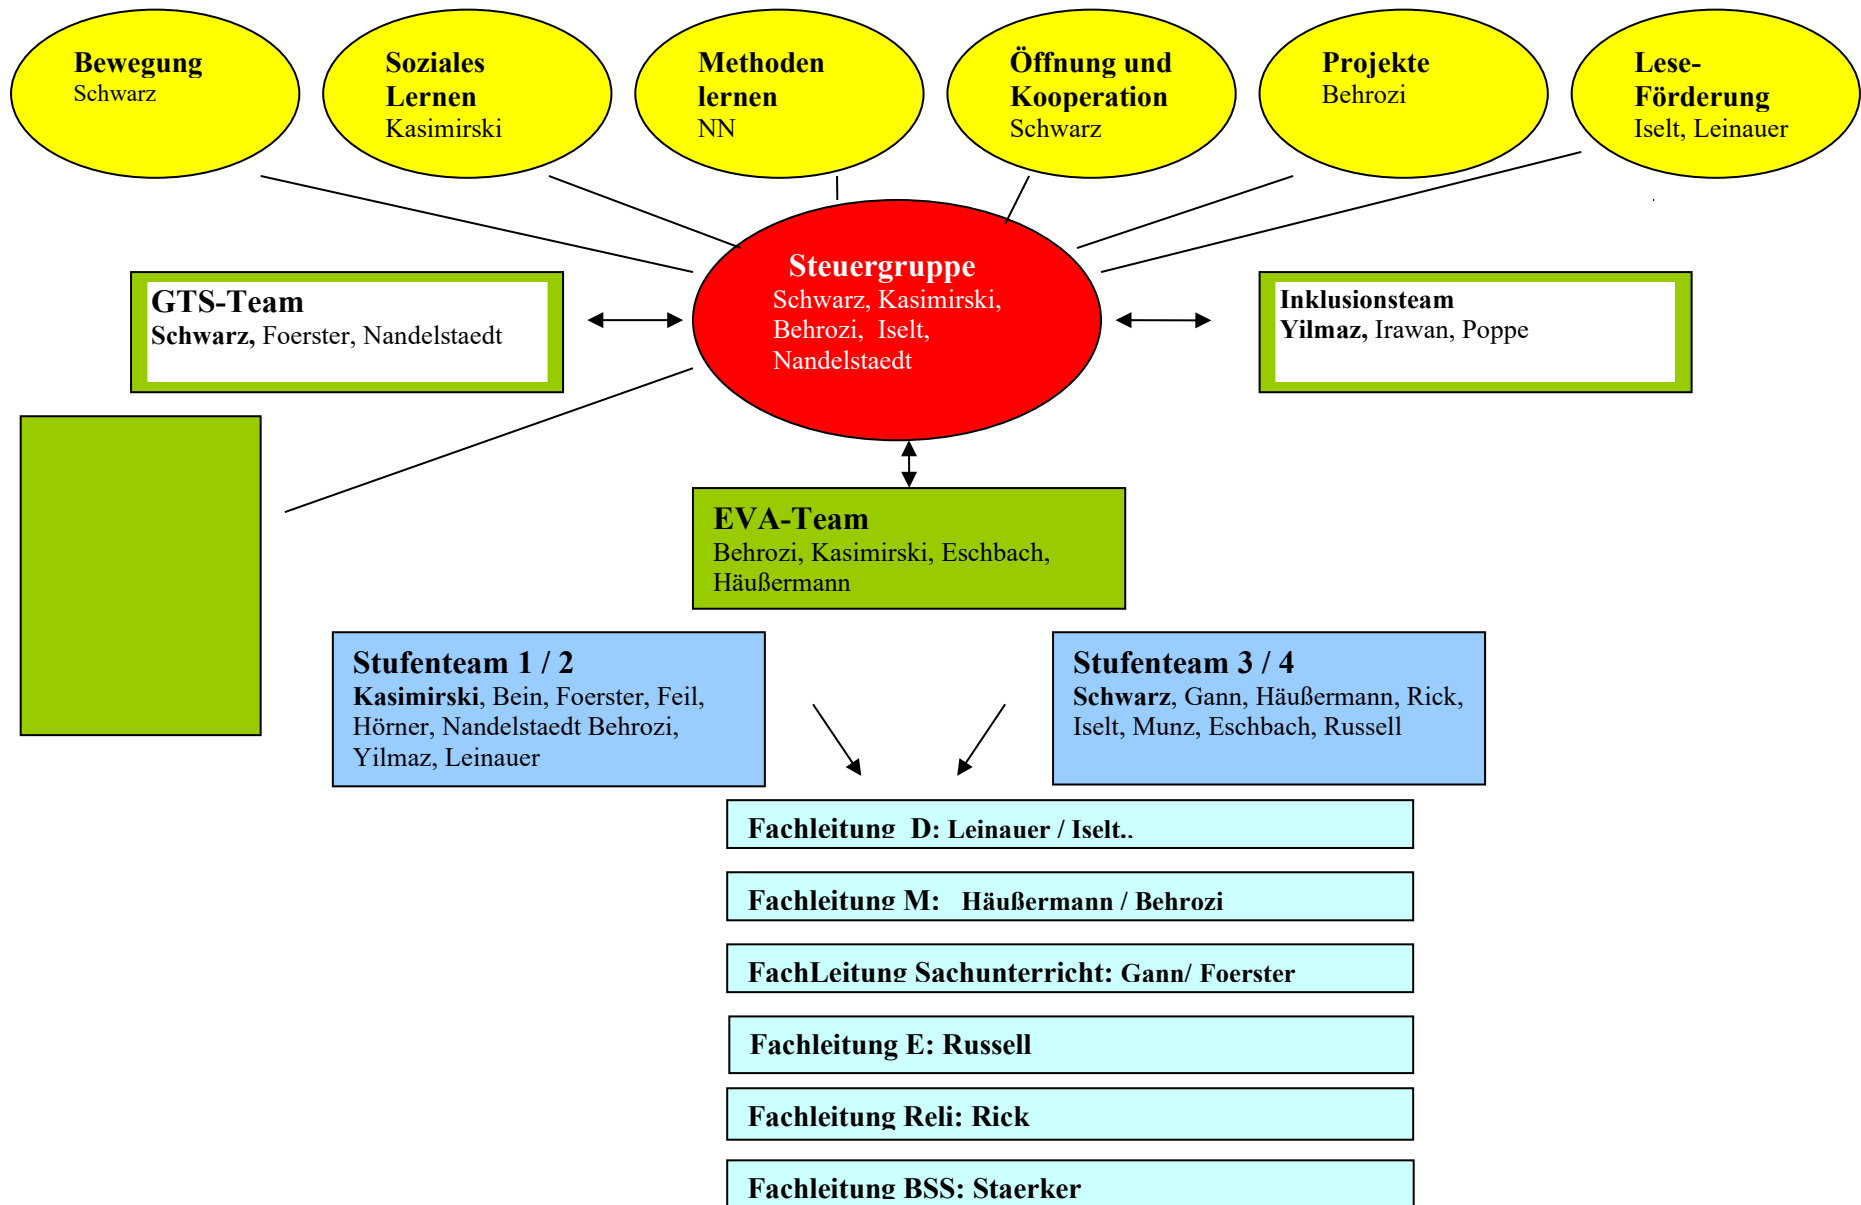 Bewegung
Schwarz
Soziales
Lernen
Kasimirski
Methoden
lernen
NN
Öffnung und
Kooperation
Schwarz
Projekte
Behrozi
Lese-
Förderung
Iselt, Leinauer
Steuergruppe
Schwarz, Kasimirski,
Behrozi, Iselt,
Nandelstaedt
GTS-Team
Schwarz, Foerster, Nandelstaedt
Inklusionsteam
Yilmaz, Irawan, Poppe
EVA-Team
Behrozi, Kasimirski, Eschbach,
Häußermann
Stufenteam 1 / 2
Kasimirski, Bein, Foerster, Feil,
Hörner, Nandelstaedt Behrozi,
Yilmaz, Leinauer
Stufenteam 3 / 4
Schwarz, Gann, Häußermann, Rick,
Iselt, Munz, Eschbach, Russell
Fachleitung D: Leinauer / Iselt..
Fachleitung M: Häußermann / Behrozi
FachLeitung Sachunterricht: Gann/ Foerster
Fachleitung E: Russell
Fachleitung Reli: Rick
Fachleitung BSS: Staerker